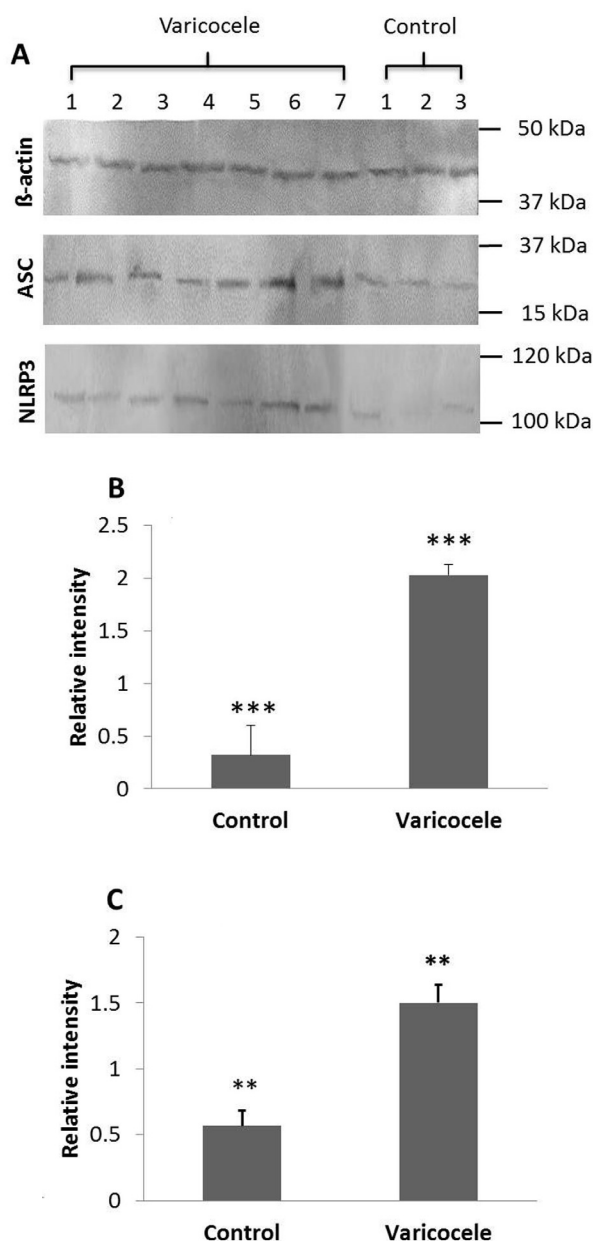 A
Varicocele Control
1 2 3 4 5 6 7 1 2 3
ß-actin
50 kDa
37 kDa
ASC
37 kDa
15 kDa
NLRP3
120 kDa
100 kDa
B
Relative intensity
2.5
2
1.5
1
0.5
0
***
***
Control Varicocele
C
Relative intensity
2
1.5
1
0.5
0
**
**
Control Varicocele